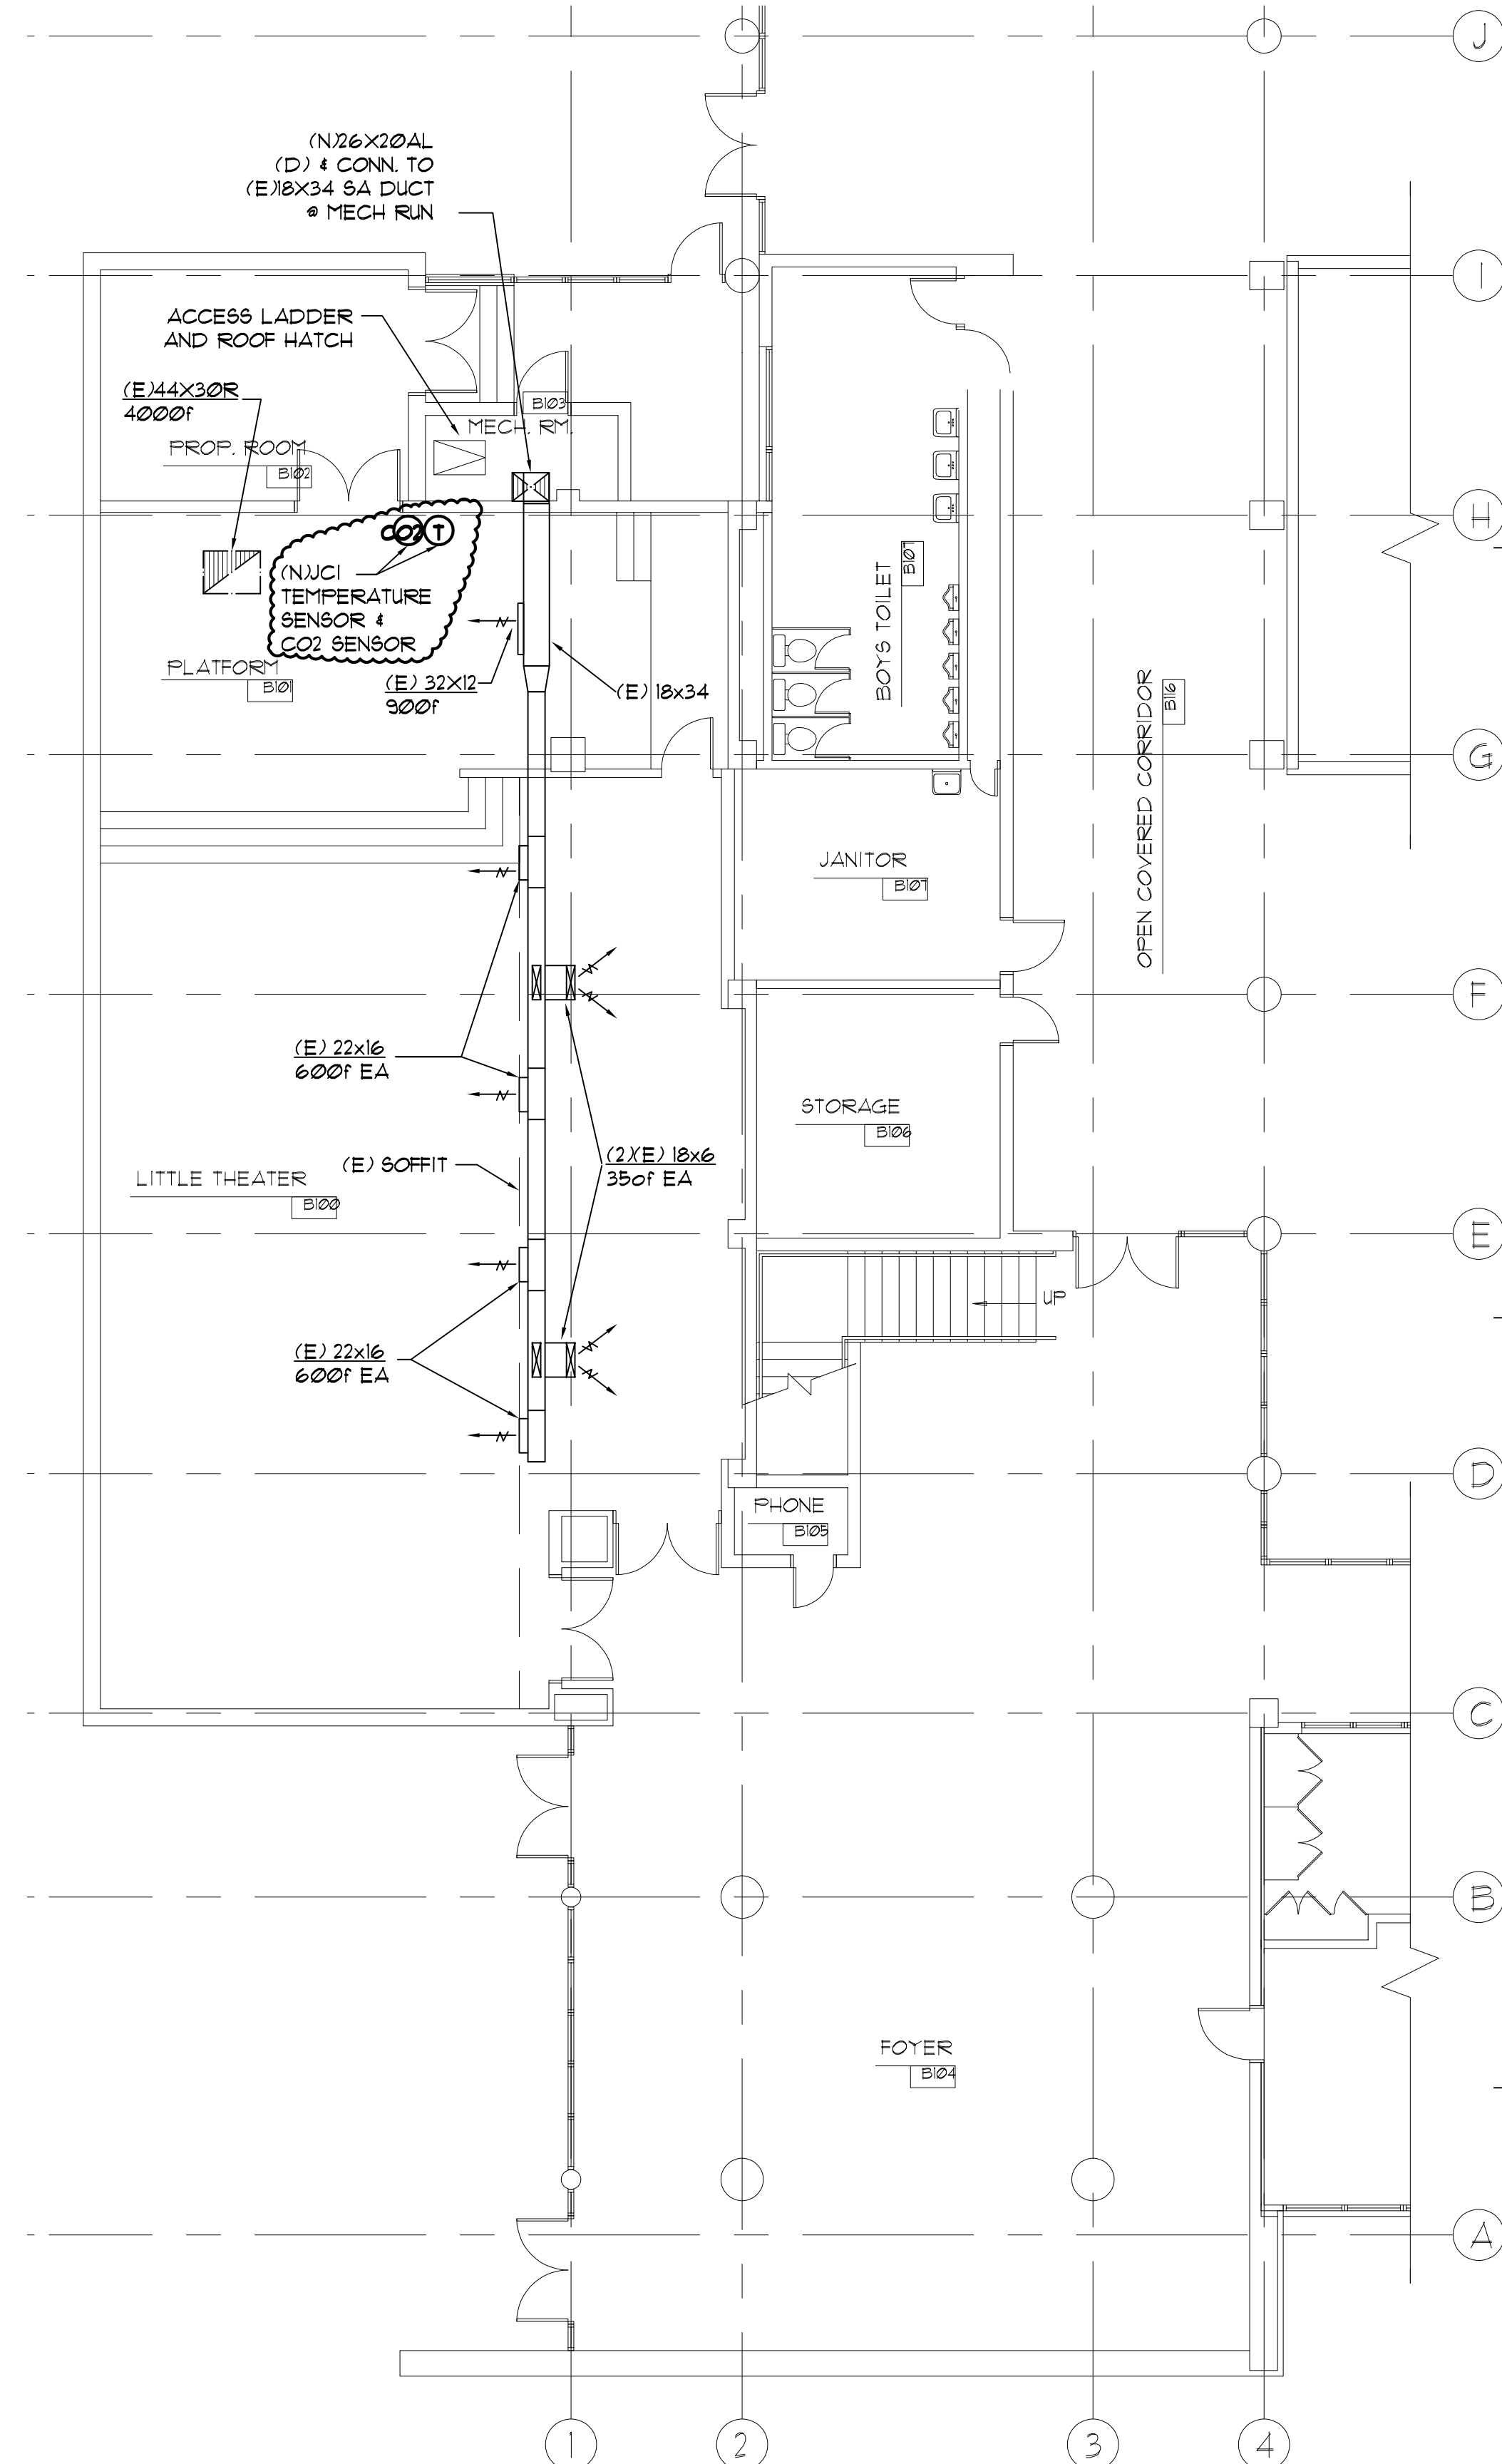 J
(N)26X20AL
(D) & CONN. TO
(E)18X34 SA DUCT
@ MECH RUN
I
ACCESS LADDER
AND ROOF HATCH
(E)44X30R
4000f
B103
MECH. RM.
PROP. ROOM
B102
H
CO2 T
(N)JCI
TEMPERATURE
SENSOR &
CO2 SENSOR
BOYS TOILET
B107
PLATFORM
B101
(E) 32X12
900f
(E) 18x34
OPEN COVERED CORRIDOR
B116
G
JANITOR
B107
F
(E) 22x16
600f EA
STORAGE
B106
(E) SOFFIT
(2)(E) 18x6
350f EA
LITTLE THEATER
B100
E
UP
(E) 22x16
600f EA
D
PHONE
B105
C
B
FOYER
B104
A
1
2
3
4